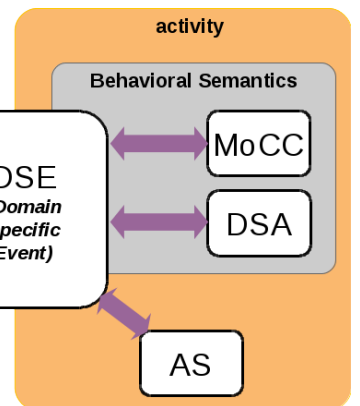 activity
Behavioral Semantics
MoCC
DSE
Domain
DSA
pecific
Event)
AS